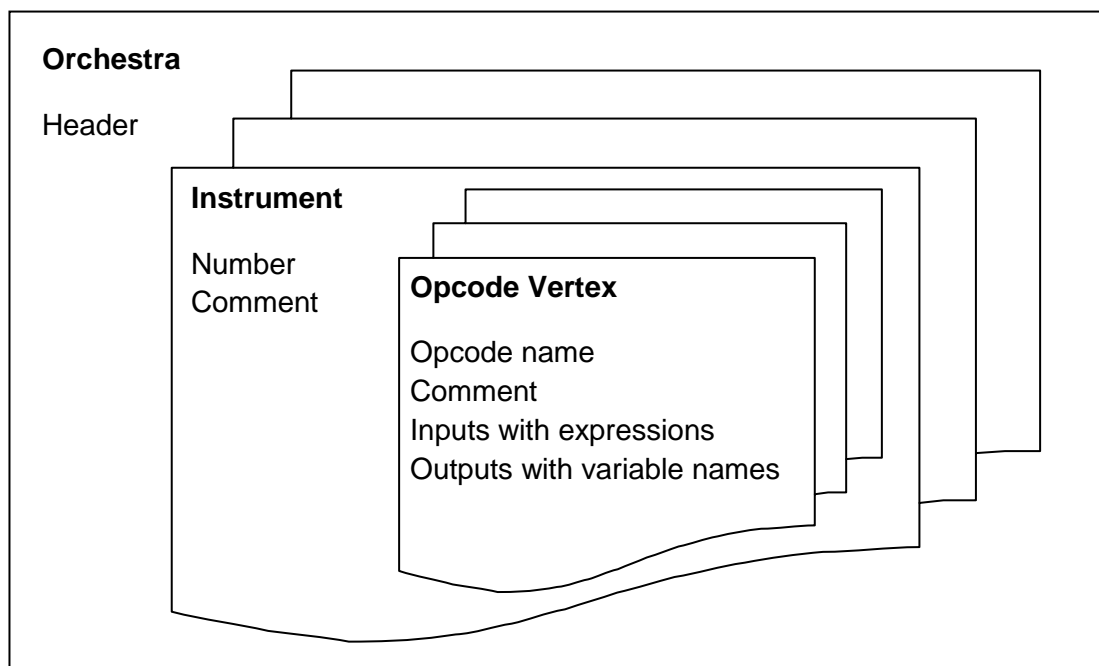 Orchestra
Header
Instrument
Number
Comment
Opcode Vertex
Opcode name
Comment
Inputs with expressions
Outputs with variable names